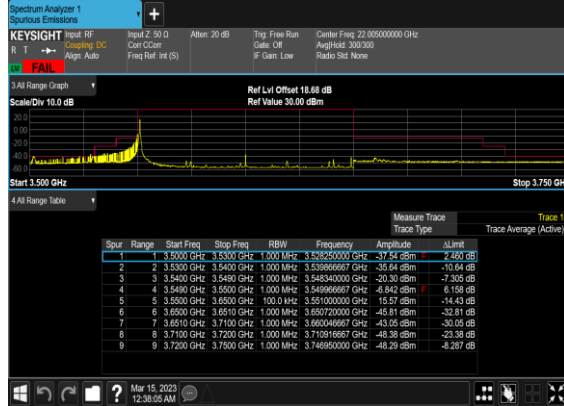 Spectrum Analyzer 1
Spurious Emissions
+
KEYSIGHT Input: RF Input Z: 50 Ω Atten: 20 dB Trig: Free Run Center Freq: 22.005000000 GHz
R T Coupling: DC Corr CCorr Gate: Off Avg|Hold: 300/300
Align: Auto Freq Ref: Int (S) IF Gain: Low Radio Std: None
FAIL
3 All Range Graph
Ref Lvl Offset 18.68 dB
Scale/Div 10.0 dB Ref Value 30.00 dBm
20.0
0.00
-20.0
-40.0
-60.0
Start 3.500 GHz Stop 3.750 GH
4 All Range Table
Measure Trace Trace 1
Trace Type Trace Average (Active)
Spur Range Start Freq Stop Freq RBW Frequency Amplitude ΔLimit
1 1 3.5000 GHz 3.5300 GHz 1.000 MHz 3.528250000 GHz -37.54 dBm F 2.460 dB
2 2 3.5300 GHz 3.5400 GHz 1.000 MHz 3.539866667 GHz -35.64 dBm -10.64 dB
3 3 3.5400 GHz 3.5490 GHz 1.000 MHz 3.548340000 GHz -20.30 dBm -7.305 dB
4 4 3.5490 GHz 3.5500 GHz 1.000 MHz 3.549966667 GHz -6.842 dBm F 6.158 dB
5 5 3.5500 GHz 3.6500 GHz 100.0 kHz 3.551000000 GHz 15.57 dBm -14.43 dB
6 6 3.6500 GHz 3.6510 GHz 1.000 MHz 3.650720000 GHz -45.81 dBm -32.81 dB
7 7 3.6510 GHz 3.7100 GHz 1.000 MHz 3.660046667 GHz -43.05 dBm -30.05 dB
8 8 3.7100 GHz 3.7200 GHz 1.000 MHz 3.710916667 GHz -48.38 dBm -23.38 dB
9 9 3.7200 GHz 3.7500 GHz 1.000 MHz 3.746950000 GHz -48.29 dBm -8.287 dB
? Mar 15, 2023
12:38:05 AM